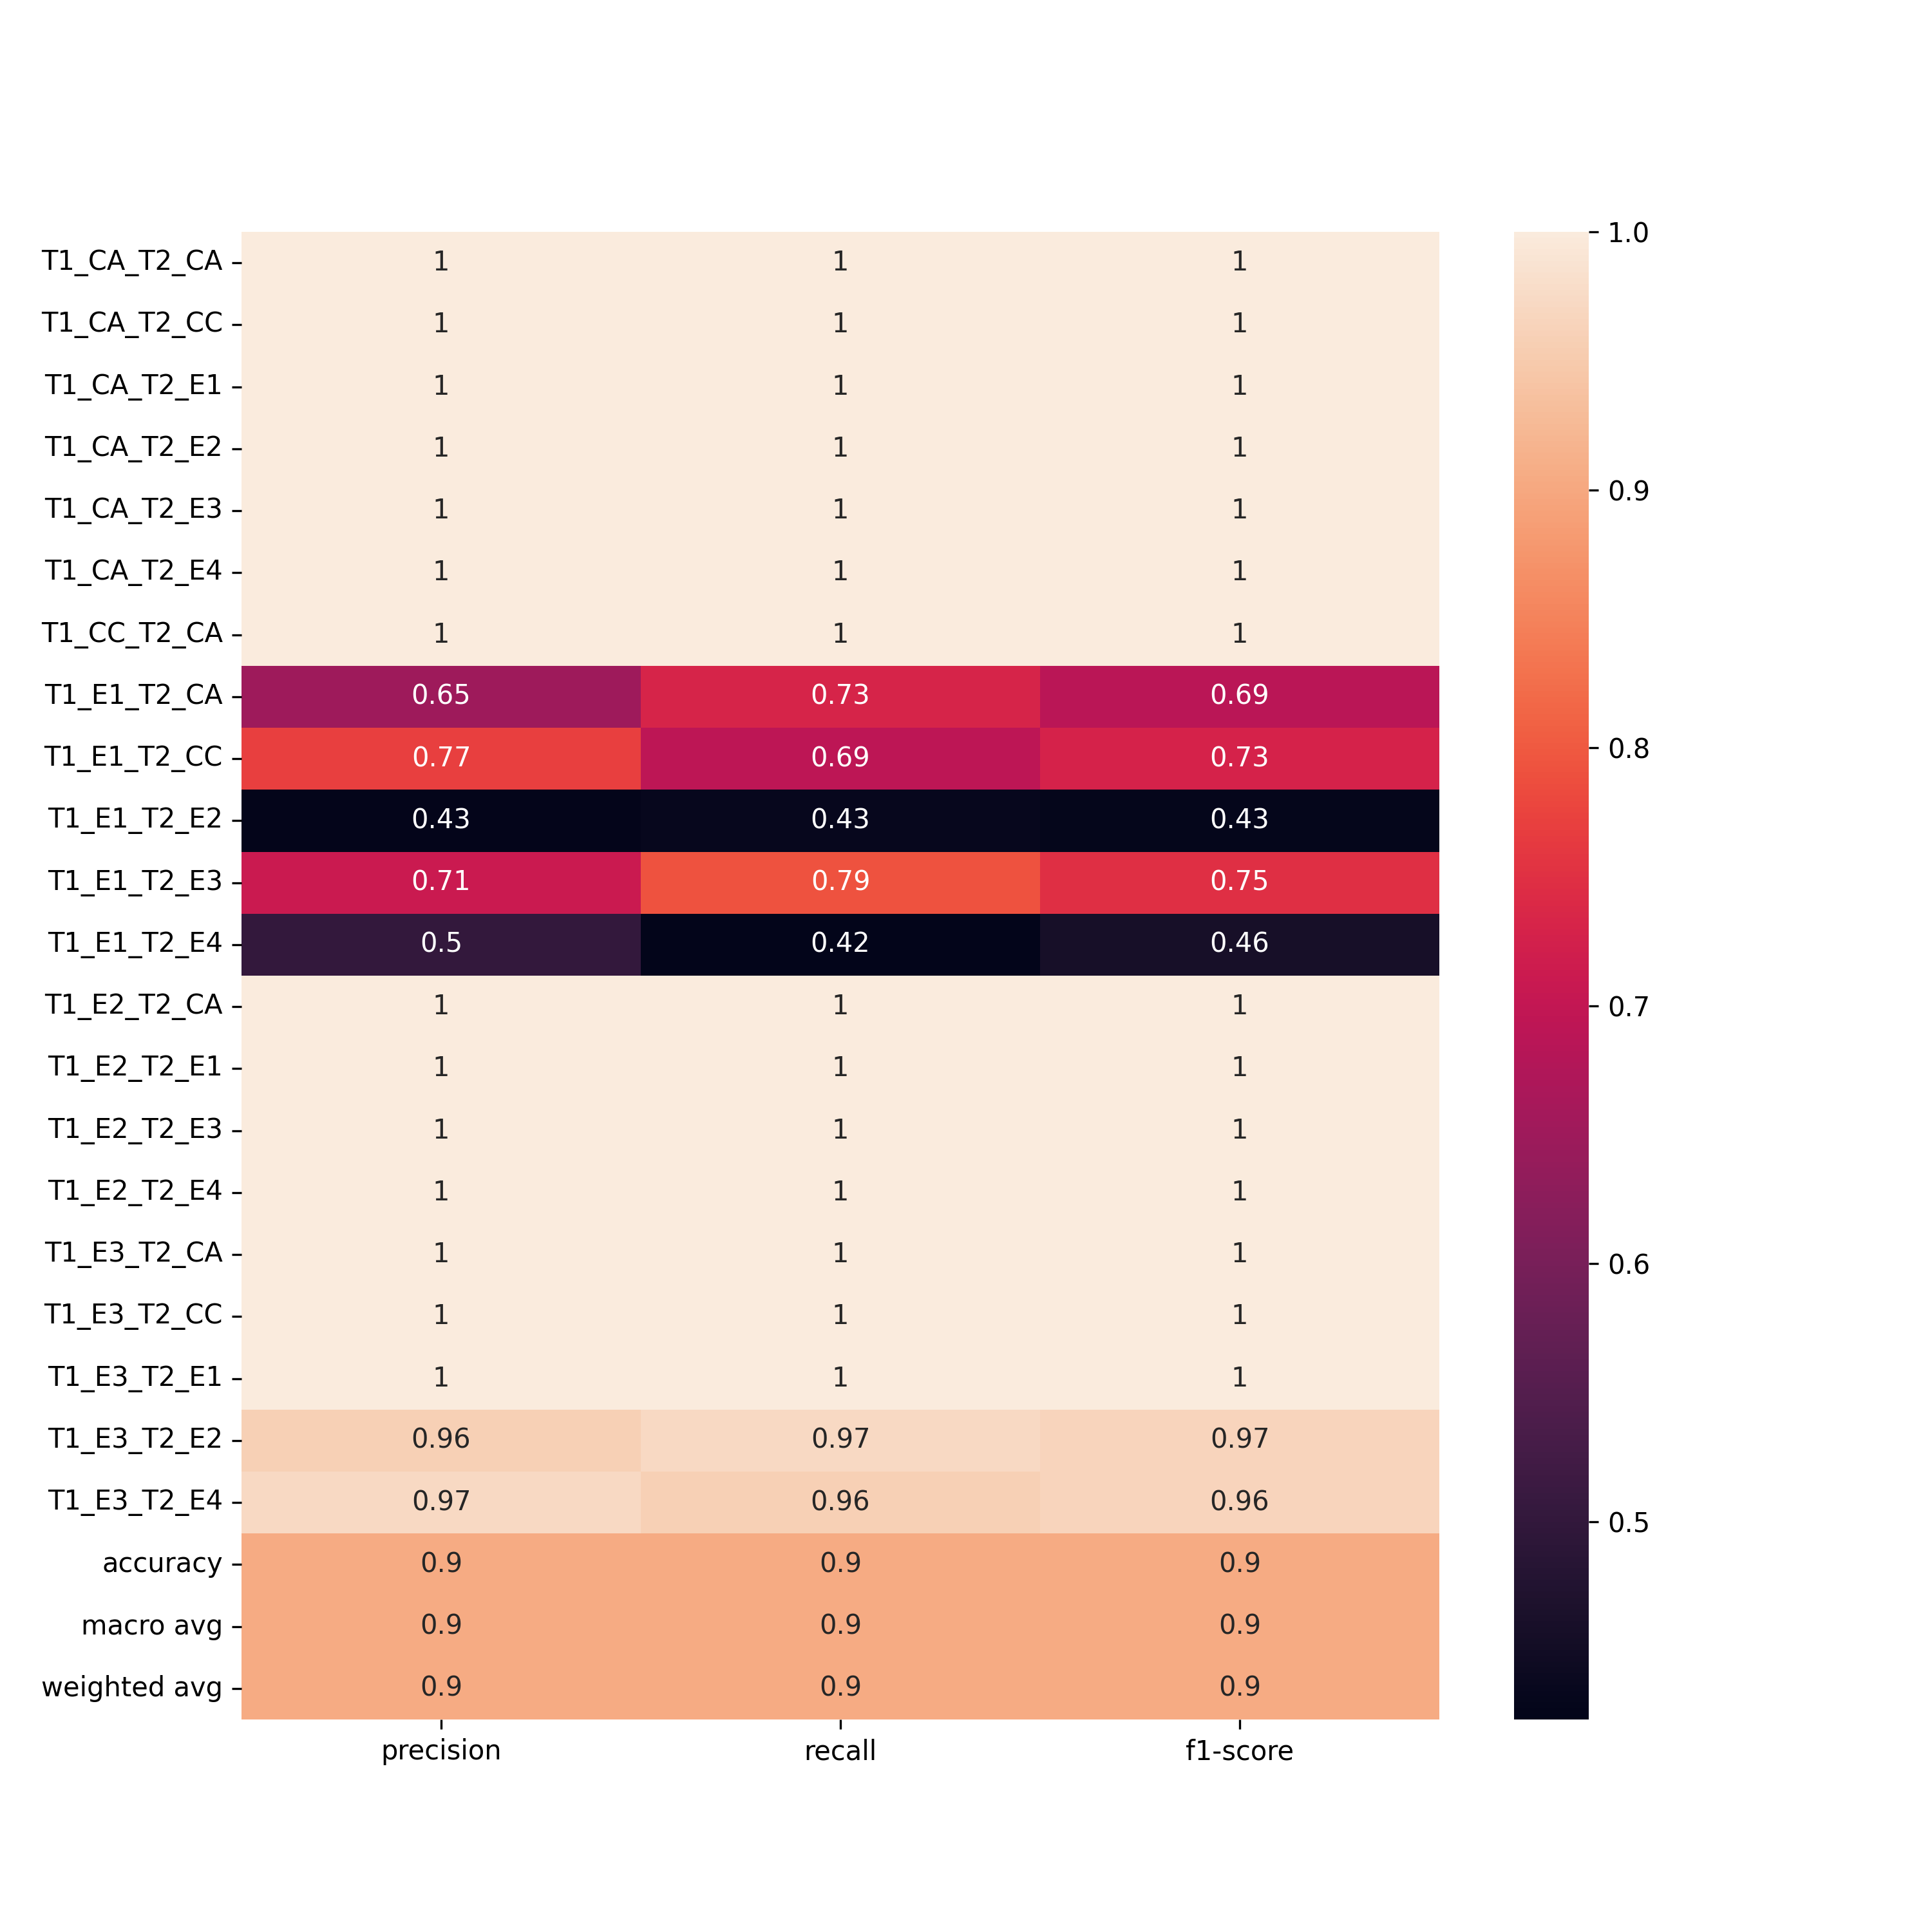 T1_CA_T2_CA 1 1 1
T1_CA_T2_CC 1 1 1
T1_CA_T2_E1 1 1 1
T1_CA_T2_E2 1 1 1
T1_CA_T2_E3 1 1 1
T1_CA_T2_E4 1 1 1
T1_CC_T2_CA 1 1 1
T1_E1_T2_CA 0.65 0.73 0.69
T1_E1_T2_CC 0.77 0.69 0.73
T1_E1_T2_E2 0.43 0.43 0.43
T1_E1_T2_E3 0.71 0.79 0.75
T1_E1_T2_E4 0.5 0.42 0.46
T1_E2_T2_CA 1 1 1
T1_E2_T2_E1 1 1 1
T1_E2_T2_E3 1 1 1
T1_E2_T2_E4 1 1 1
T1_E3_T2_CA 1 1 1
T1_E3_T2_CC 1 1 1
T1_E3_T2_E1 1 1 1
T1_E3_T2_E2 0.96 0.97 0.97
T1_E3_T2_E4 0.97 0.96 0.96
accuracy 0.9 0.9 0.9
macro avg 0.9 0.9 0.9
weighted avg 0.9 0.9 0.9
precision recall f1-score
1.0
0.9
0.8
0.7
0.6
0.5